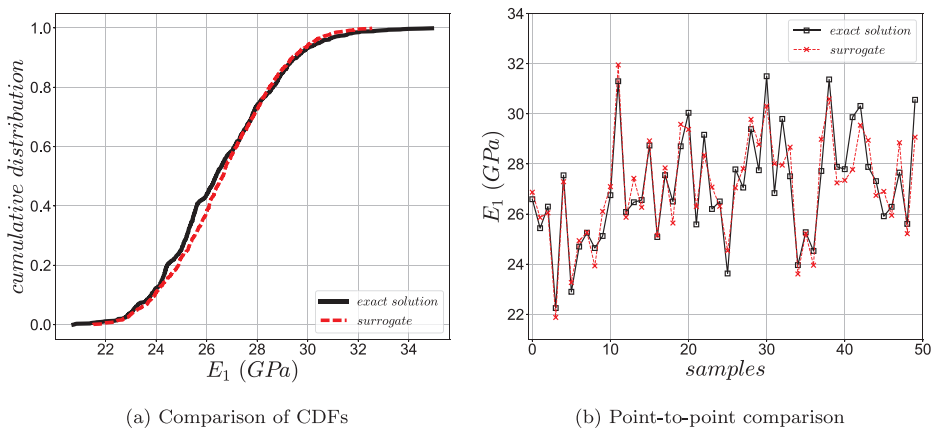 1.0
0.8
0.6
0.4
0.2
0.0
cumulative distribution
22 24 26 28 30 32 34
E₁ (GPa)
exact solution
surrogate
(a) Comparison of CDFs
34
32
30
28
26
24
22
E₁ (GPa)
0 10 20 30 40 50
samples
exact solution
surrogate
(b) Point-to-point comparison